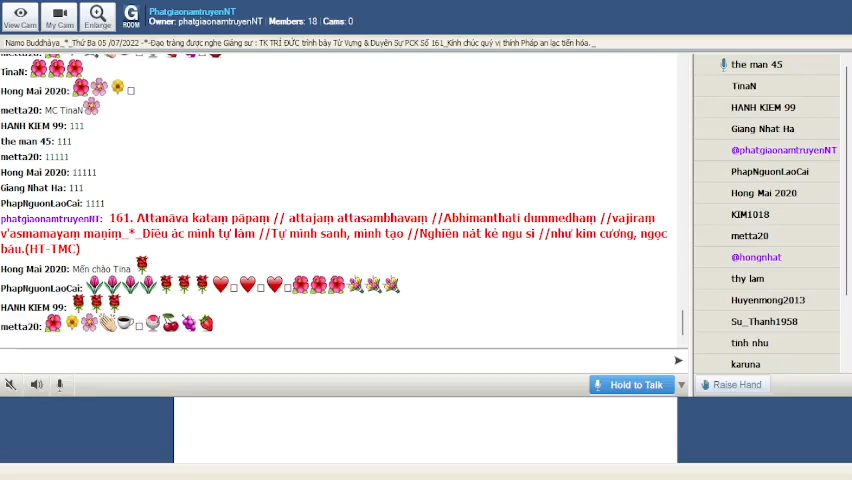 View Cam
My Cam
Enlarge
G ROOM
PhatgiaonamtruyenNT
Owner: phatgiaonamtruyenNT | Members: 18 | Cams: 0
Namo Buddhàya_*_Thứ Ba 05 /07/2022 -*-Đạo tràng được nghe Giảng sư : TK TRÍ ĐỨC trình bày Từ Vựng & Duyên Sự PCK Số 161_Kính chúc quý vị thính Pháp an lạc tiến hóa._
metta20:
TinaN:
Hong Mai 2020:
metta20: MC TinaN
HANH KIEM 99: 111
the man 45: 111
metta20: 11111
Hong Mai 2020: 11111
Giang Nhat Ha: 111
PhapNguonLaoCai: 1111
phatgiaonamtruyenNT: 161. Attanāva kataṃ pāpaṃ // attajaṃ attasambhavaṃ //Abhimanthati dummedhaṃ //vajiraṃ
v'asmamayaṃ maṇiṃ_*_Điều ác mình tự làm //Tự mình sanh, mình tạo //Nghiền nát kẻ ngu si //như kim cương, ngọc
báu.(HT-TMC)
Hong Mai 2020: Mến chào Tina
PhapNguonLaoCai:
HANH KIEM 99:
metta20:
Hold to Talk
the man 45
TinaN
HANH KIEM 99
Giang Nhat Ha
@phatgiaonamtruyenNT
PhapNguonLaoCai
Hong Mai 2020
KIM1018
metta20
@hongnhat
thy lam
Huyenmong2013
Su_Thanh1958
tinh nhu
karuna
Raise Hand